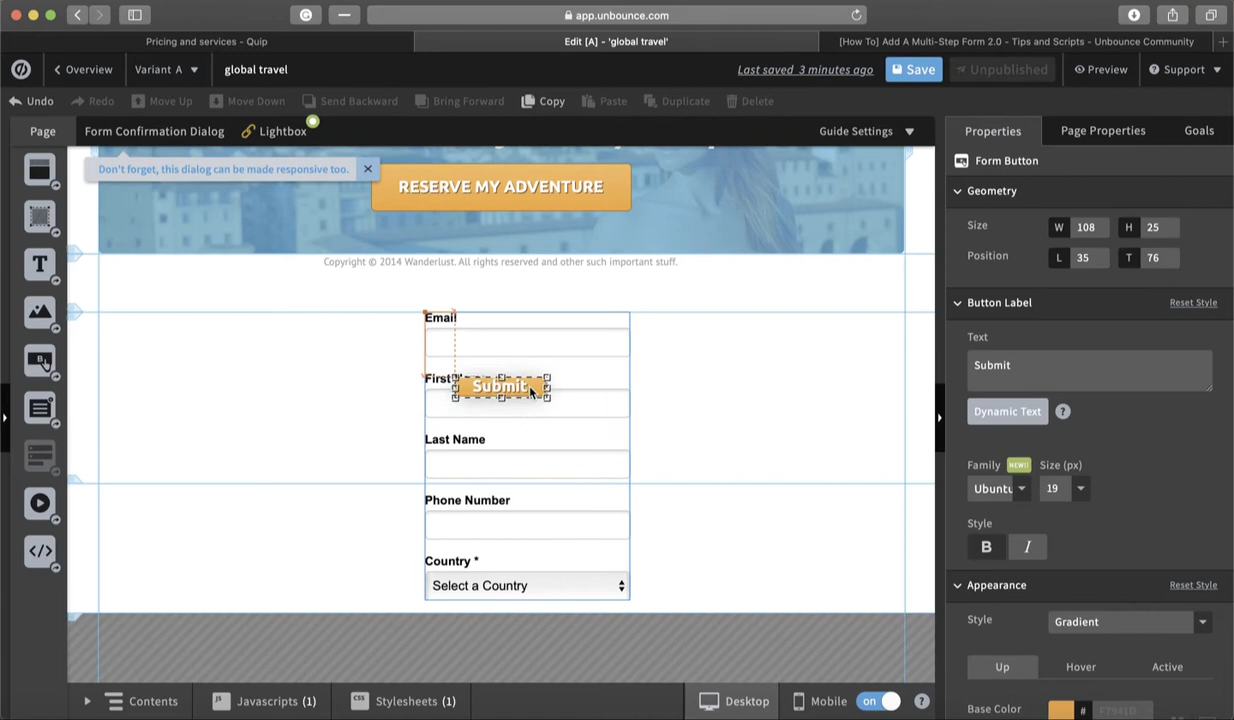 app.unbounce.com
Pricing and services - Quip
Edit [A] - 'global travel'
[How To] Add A Multi-Step Form 2.0 - Tips and Scripts - Unbounce Community
Overview
Variant A
global travel
Last saved 3 minutes ago
Save
Unpublished
Preview
Support
Undo
Redo
Move Up
Move Down
Send Backward
Bring Forward
Copy
Paste
Duplicate
Delete
Page
Form Confirmation Dialog
Lightbox
Guide Settings
Properties
Page Properties
Goals
Don't forget, this dialog can be made responsive too.
RESERVE MY ADVENTURE
Copyright © 2014 Wanderlust. All rights reserved and other such important stuff.
Email
First
Submit
Last Name
Phone Number
Country *
Select a Country
Form Button
Geometry
Size
W 108
H 25
Position
L 35
T 76
Button Label
Reset Style
Text
Submit
Dynamic Text
?
Family NEW!! Size (px)
Ubuntu
19
Style
B
I
Appearance
Reset Style
Style
Gradient
Up
Hover
Active
Base Color
# F7941D
T
B
</>
Contents
JS Javascripts (1)
CSS Stylesheets (1)
Desktop
Mobile
on
?